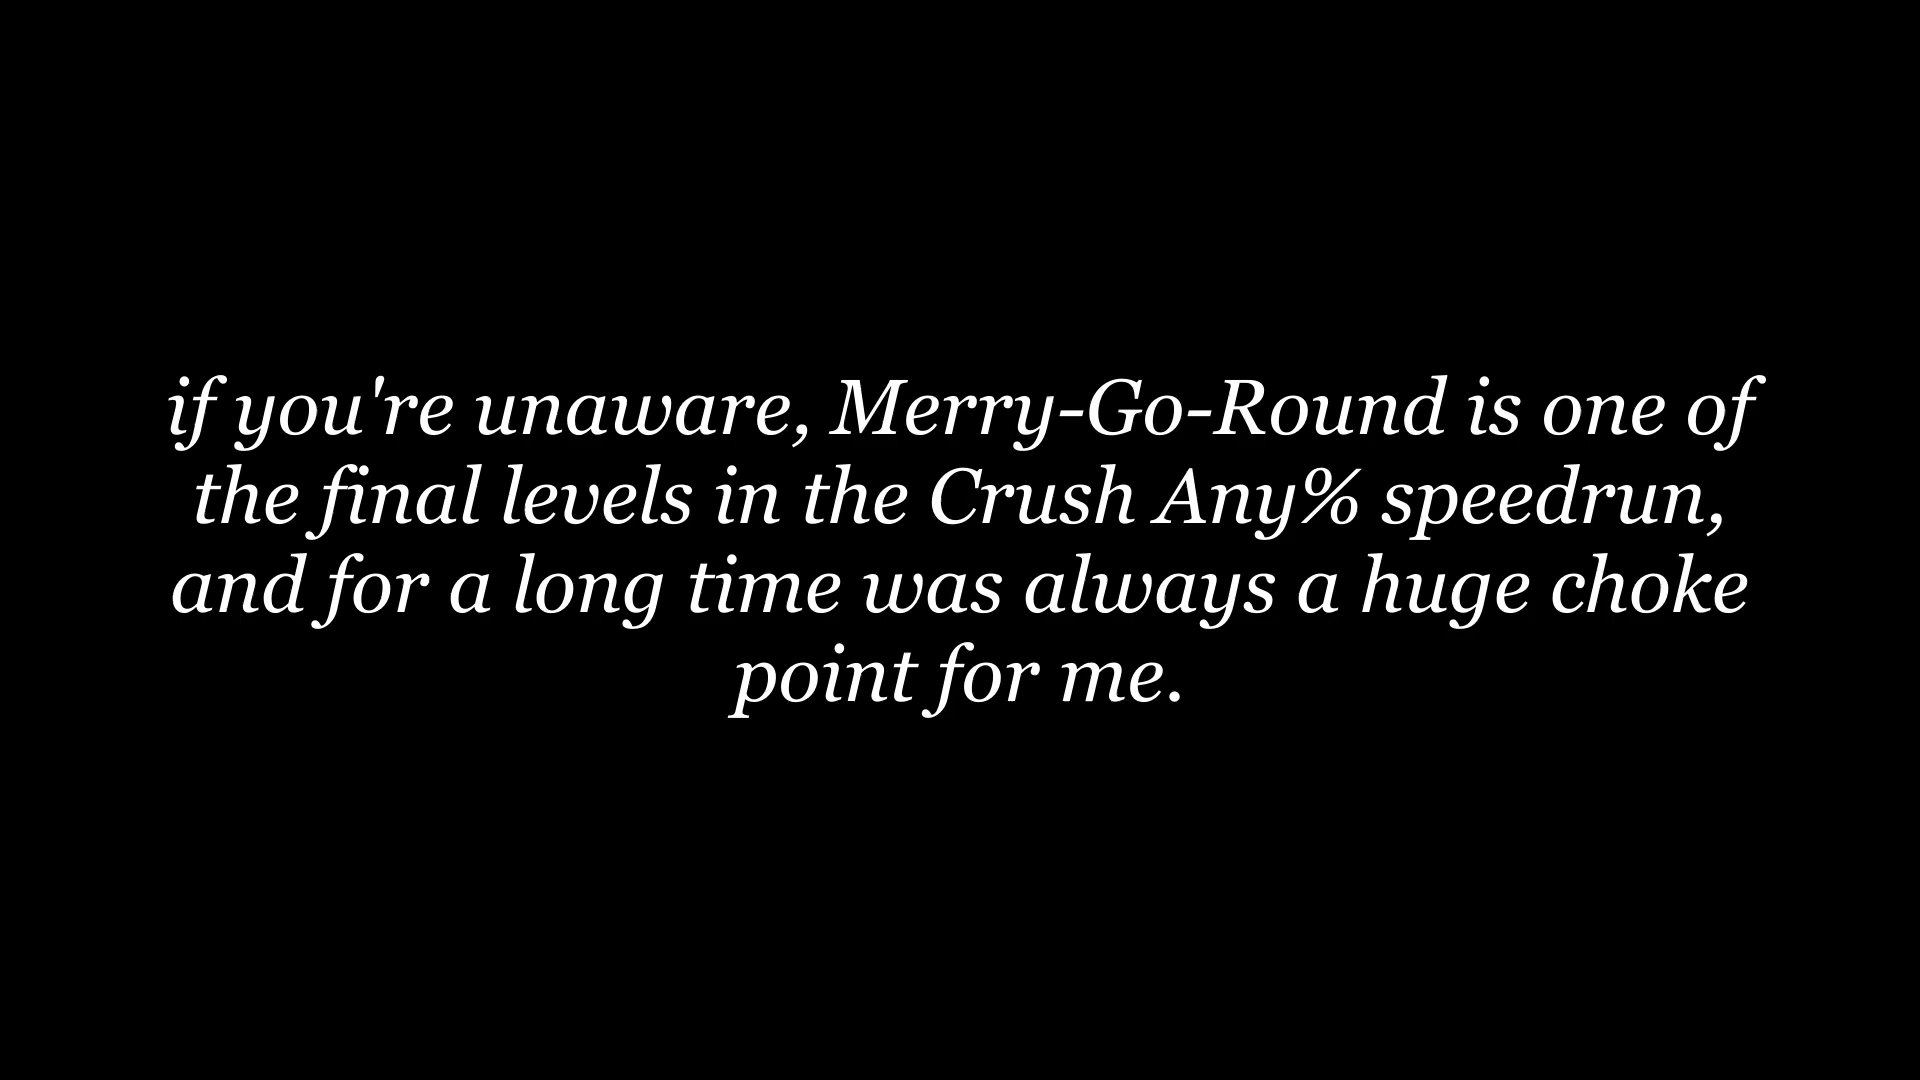 if you're unaware, Merry-Go-Round is one of
the final levels in the Crush Any% speedrun,
and for a long time was always a huge choke
point for me.